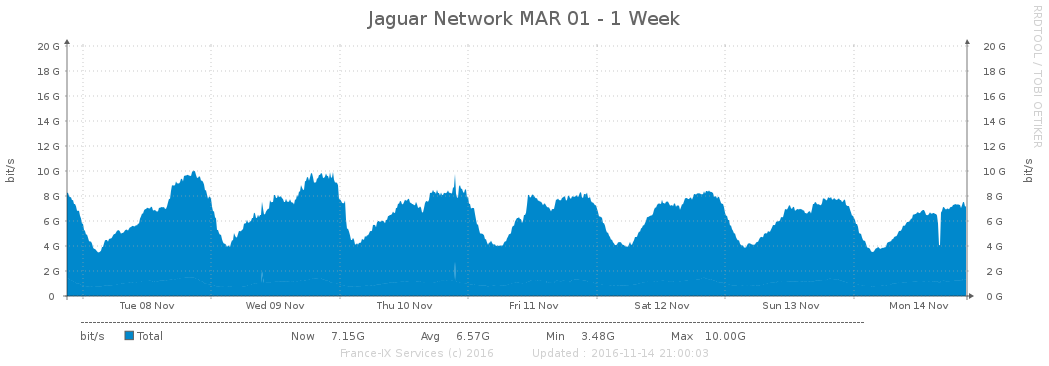 Jaguar Network MAR 01 - 1 Week
RRDTOOL / TOBI OETIKER
bit/s
bit/s
20 G 20 G
18 G 18 G
16 G 16 G
14 G 14 G
12 G 12 G
10 G 10 G
8 G 8 G
6 G 6 G
4 G 4 G
2 G 2 G
0 0 G
Tue 08 Nov Wed 09 Nov Thu 10 Nov Fri 11 Nov Sat 12 Nov Sun 13 Nov Mon 14 Nov
bit/s Total Now 7.15G Avg 6.57G Min 3.48G Max 10.00G
France-IX Services (c) 2016 Updated : 2016-11-14 21:00:03